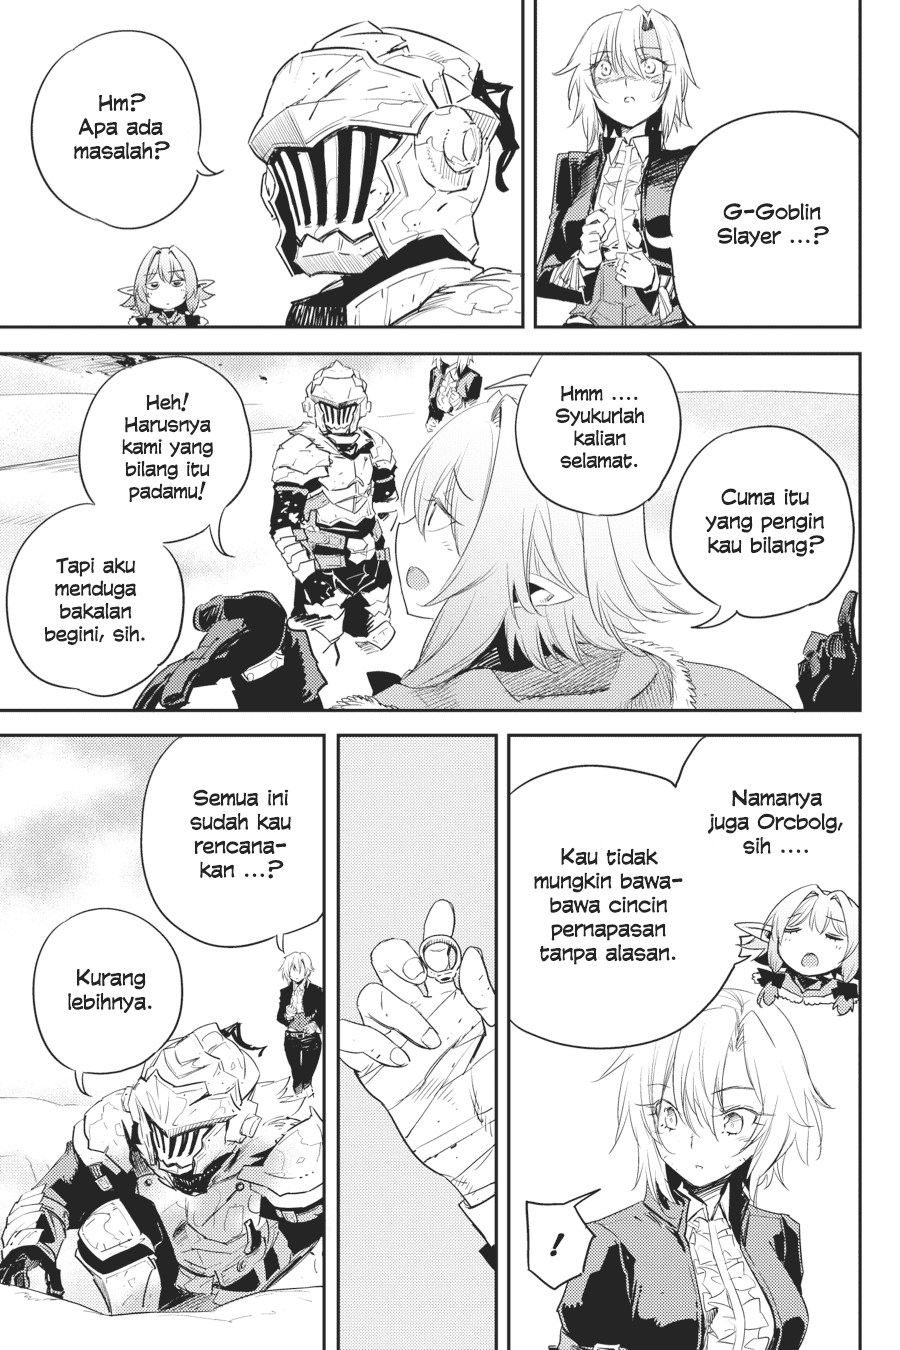 G-Goblin
Slayer ...?
Hm?
Apa ada
masalah?
Hmm ....
Syukurlah
kalian
selamat.
Cuma itu
yang pengin
kau bilang?
Heh!
Harusnya
kami yang
bilang itu
padamu!
Tapi aku
menduga
bakalan
begini, sih.
Namanya
juga Orcbolg,
sih ....
Kau tidak
mungkin bawa-
bawa cincin
pernapasan
tanpa alasan.
!
Semua ini
sudah kau
rencana-
kan ...?
Kurang
lebihnya.